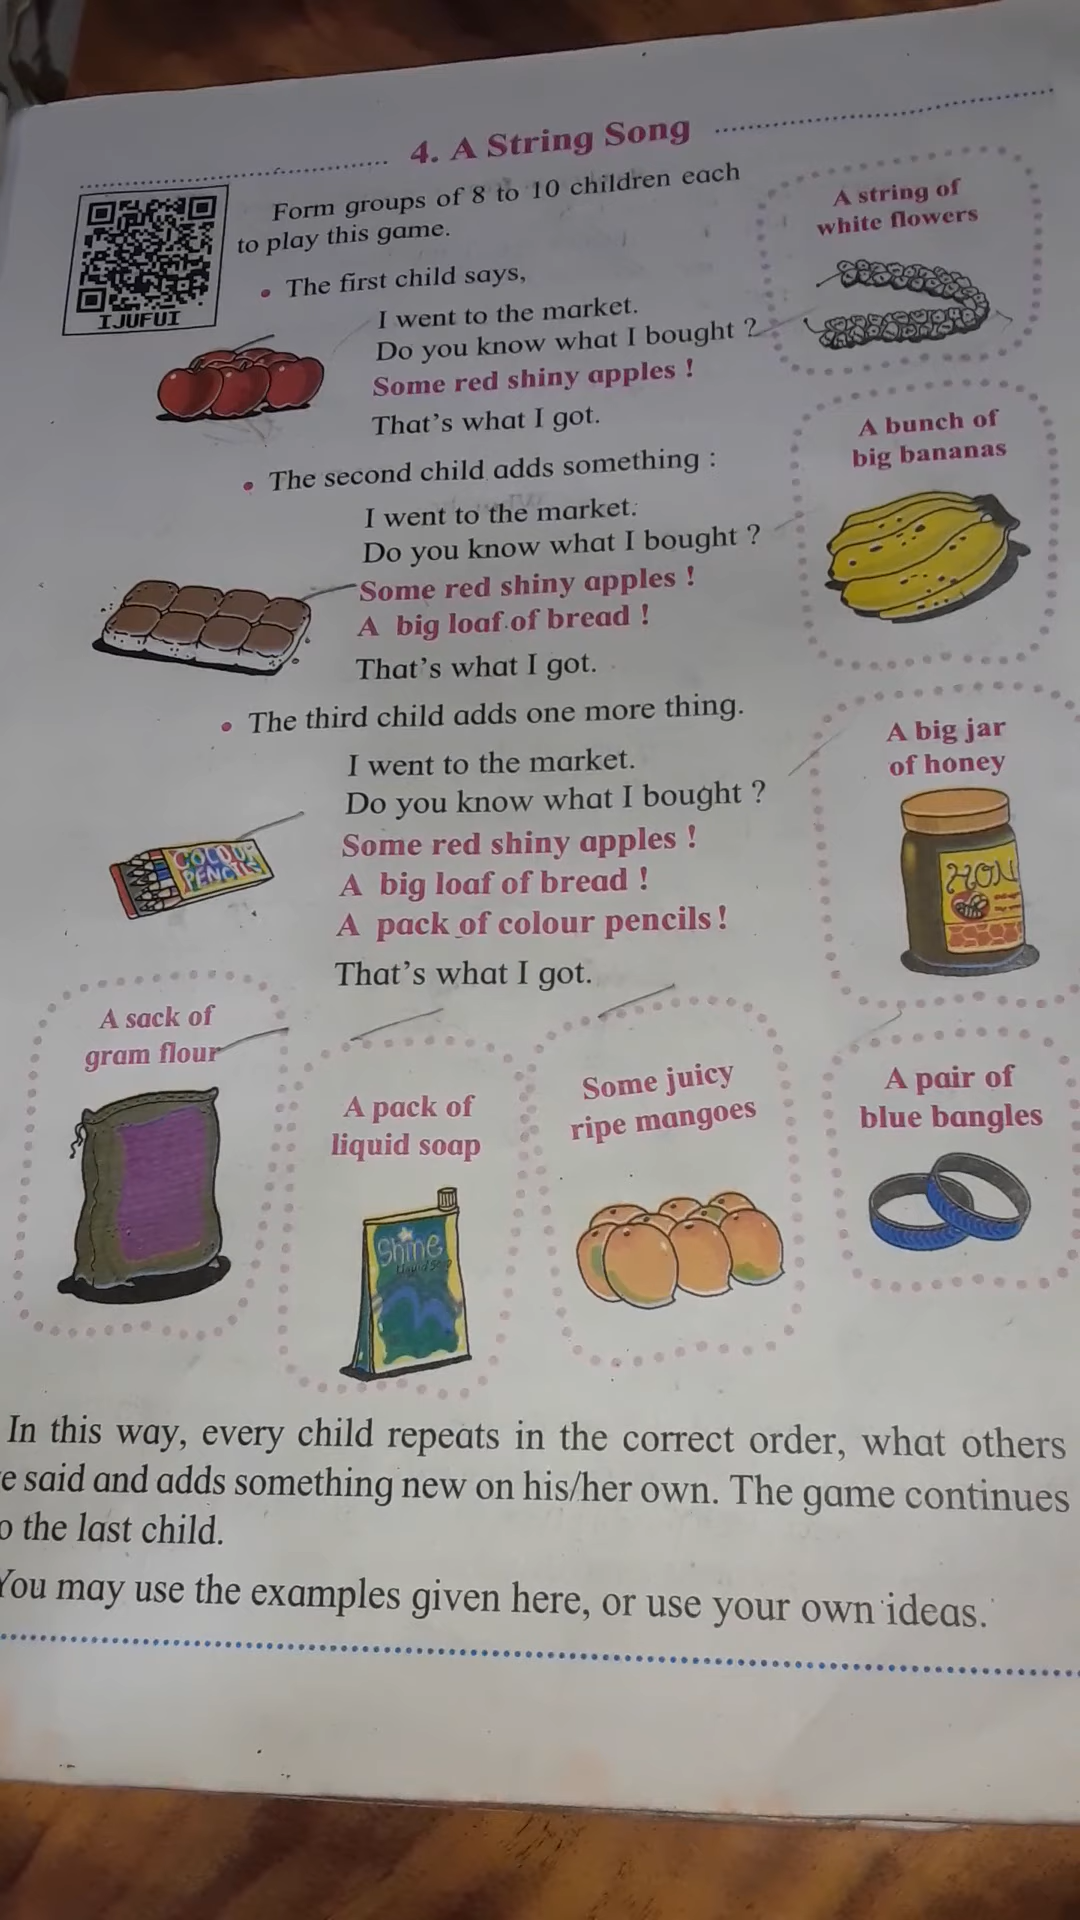 4. A String Song
IJUFUI
Form groups of 8 to 10 children each
to play this game.
• The first child says,
I went to the market.
Do you know what I bought ?
Some red shiny apples !
That's what I got.
• The second child adds something :
I went to the market.
Do you know what I bought ?
Some red shiny apples !
A big loaf of bread !
That's what I got.
• The third child adds one more thing.
I went to the market.
Do you know what I bought ?
Some red shiny apples !
A big loaf of bread !
A pack of colour pencils !
That's what I got.
COLOUR
PENCILS
A string of
white flowers
A bunch of
big bananas
A big jar
of honey
HON
A sack of
gram flour
A pack of
liquid soap
Shine
Some juicy
ripe mangoes
A pair of
blue bangles
In this way, every child repeats in the correct order, what others
said and adds something new on his/her own. The game continues
the last child.
You may use the examples given here, or use your own ideas.